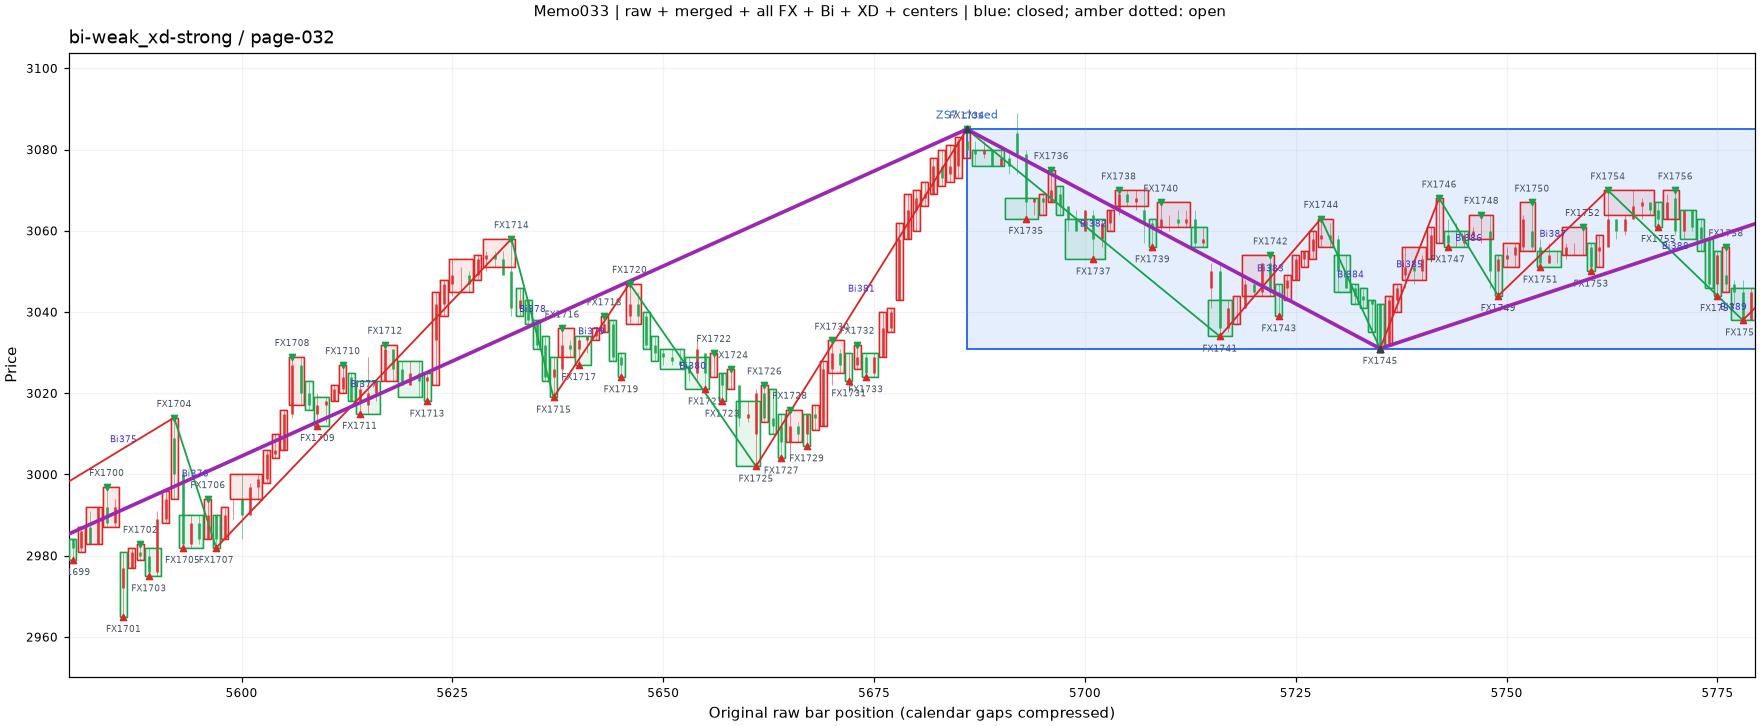 Memo033 | raw + merged + all FX + Bi + XD + centers | blue: closed; amber dotted: open
bi-weak_xd-strong / page-032
Price
3100
3080
3060
3040
3020
3000
2980
2960
5600
5625
5650
5675
5700
5725
5750
5775
Original raw bar position (calendar gaps compressed)
Bi375
FX1700
FX1701
FX1702
FX1703
FX1704
FX1705
Bi376
FX1706
FX1707
FX1708
FX1709
FX1710
FX1711
Bi377
FX1712
FX1713
FX1714
FX1715
Bi378
FX1716
FX1717
FX1718
FX1719
FX1720
Bi380
FX1722
FX1723
FX1724
FX1725
FX1726
FX1727
FX1728
FX1729
FX1730
FX1731
FX1732
FX1733
Bi381
FX1735
FX1736
FX1737
FX1738
FX1739
FX1740
FX1741
FX1742
FX1743
Bi383
FX1744
Bi384
FX1745
Bi385
FX1746
FX1747
FX1748
Bi386
FX1749
FX1750
FX1751
FX1752
FX1753
FX1754
FX1755
FX1756
Bi388
FX1758
Bi389